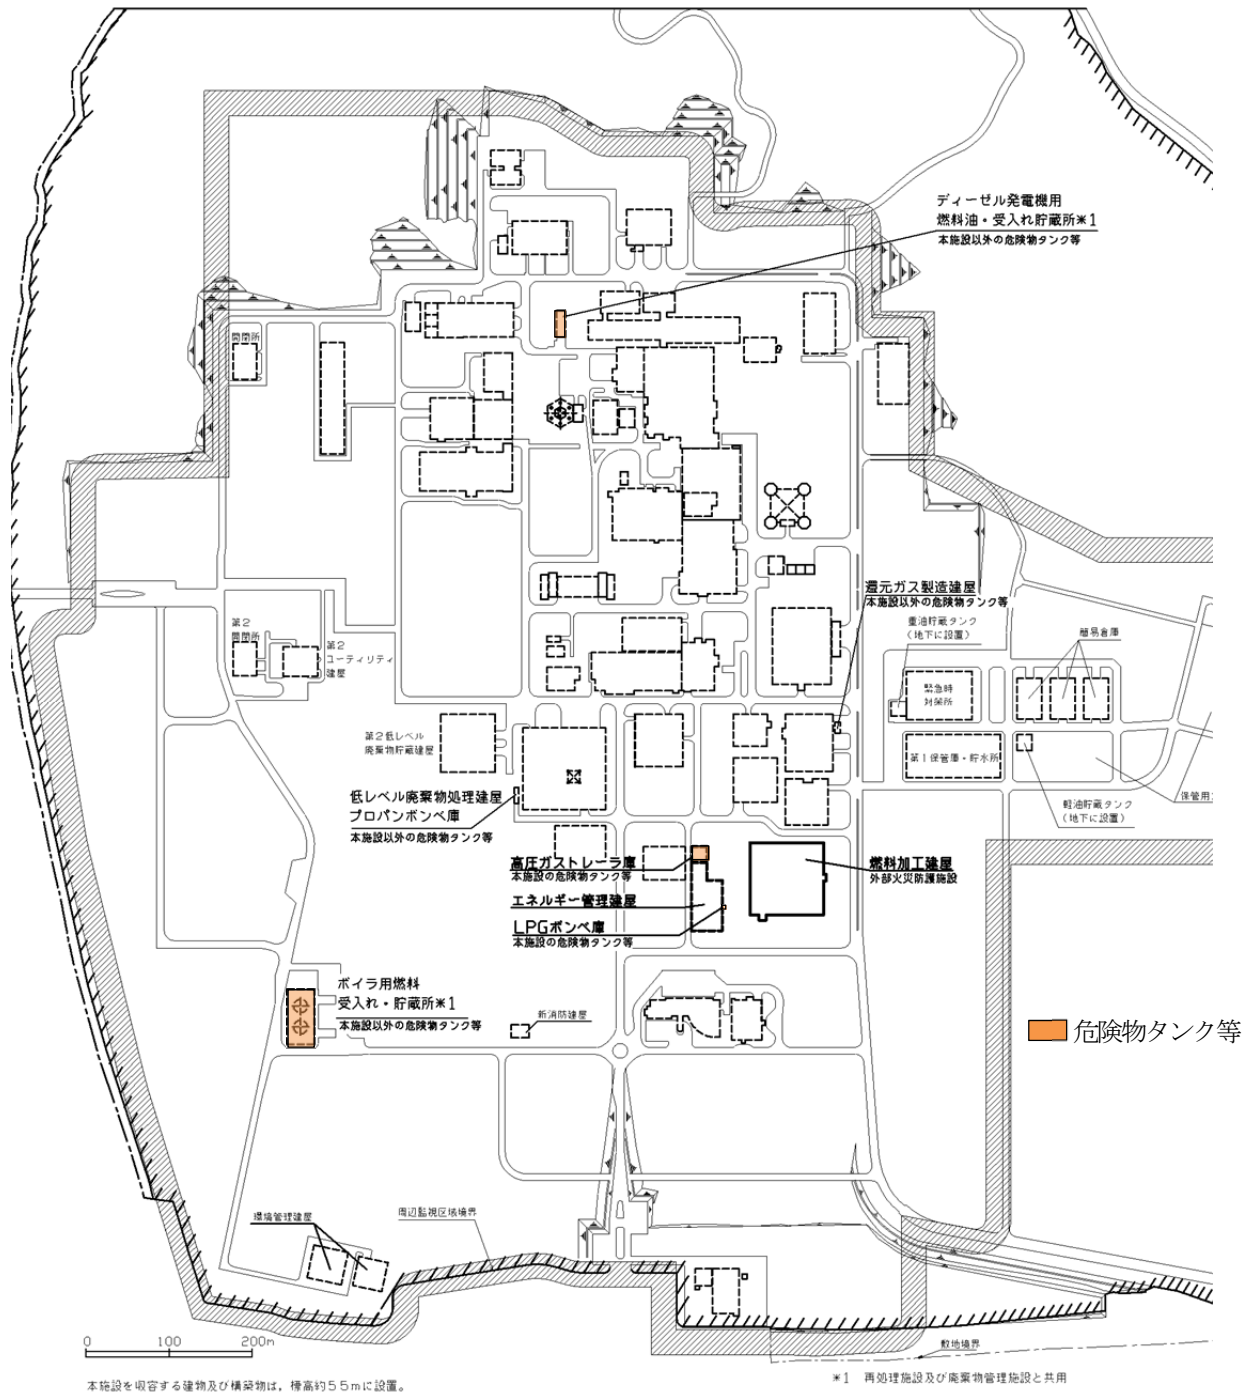 ディーゼル発電機用
燃料油・受入れ貯蔵所※1
本施設以外の危険物タンク等
開閉所
還元ガス製造建屋
本施設以外の危険物タンク等
重油貯蔵タンク
(地下に設置)
簡易倉庫
第2
開閉所
第2
ユーティリティ
建屋
緊急時
対策所
第2低レベル
廃棄物貯蔵建屋
第1保管庫・貯水所
低レベル廃棄物処理建屋
プロパンボンベ庫
本施設以外の危険物タンク等
軽油貯蔵タンク
(地下に設置)
保管用
高圧ガストレーラ庫
本施設の危険物タンク等
燃料加工建屋
外部火災防護施設
エネルギー管理建屋
LPGボンベ庫
本施設の危険物タンク等
ボイラ用燃料
受入れ・貯蔵所※1
本施設以外の危険物タンク等
新消防建屋
危険物タンク等
環境管理建屋
周辺監視区域境界
敷地境界
0 100 200m
本施設を収容する建物及び構築物は，標高約55mに設置。
※1 再処理施設及び廃棄物管理施設と共用